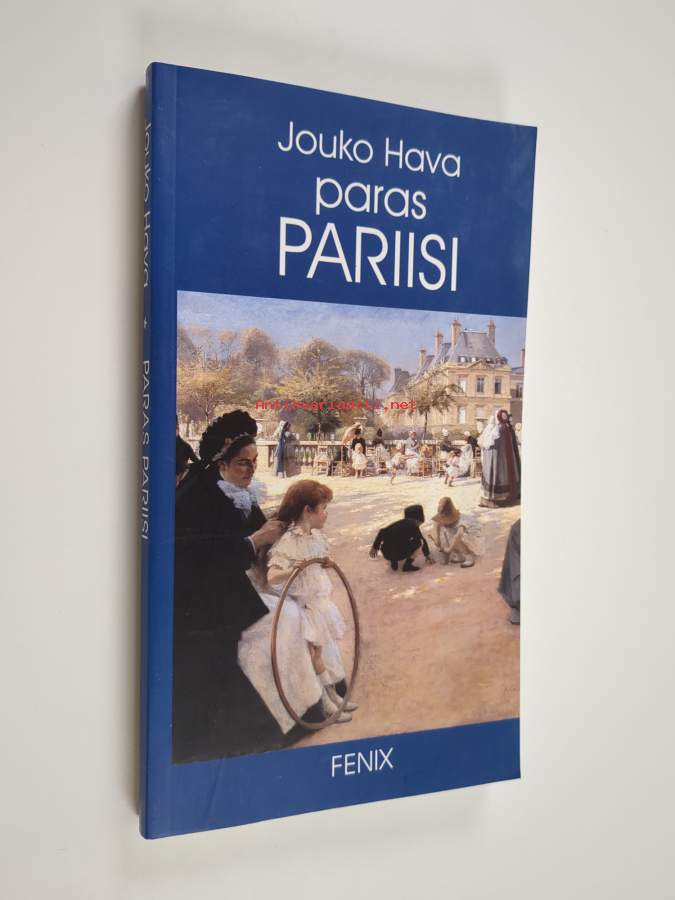 Jouko Hava
paras
PARIISI
FENIX
Jouko Hava + PARAS PARIISI
Antikvariaatti.net